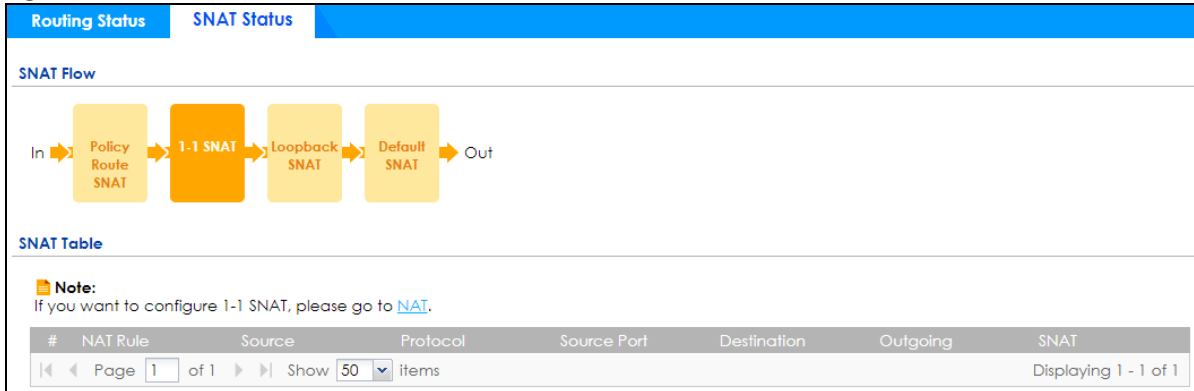 Routing Status SNAT Status
SNAT Flow
In Policy Route SNAT 1-1 SNAT Loopback SNAT Default SNAT Out
SNAT Table
Note:
If you want to configure 1-1 SNAT, please go to NAT.
# NAT Rule Source Protocol Source Port Destination Outgoing SNAT
Page 1 of 1 Show 50 items Displaying 1 - 1 of 1